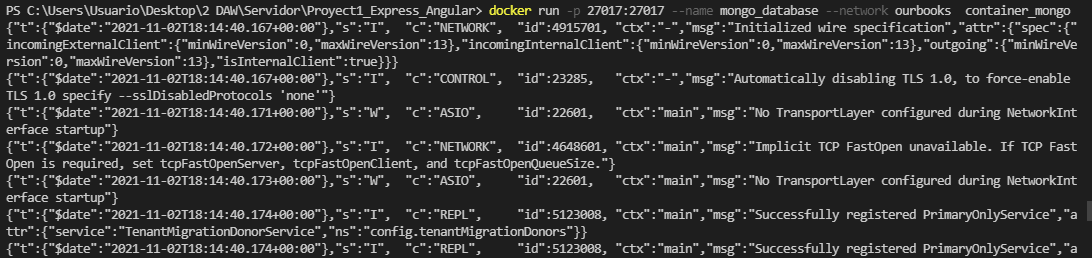 PS C:\Users\Usuario\Desktop\2 DAW\Servidor\Proyect1_Express_Angular> docker run -p 27017:27017 --name mongo_database --network ourbooks  container_mongo
{"t":{"$date":"2021-11-02T18:14:40.167+00:00"},"s":"I",  "c":"NETWORK",  "id":4915701, "ctx":"-","msg":"Initialized wire specification","attr":{"spec":{"
incomingExternalClient":{"minWireVersion":0,"maxWireVersion":13},"incomingInternalClient":{"minWireVersion":0,"maxWireVersion":13},"outgoing":{"minWireVe
rsion":0,"maxWireVersion":13},"isInternalClient":true}}}
{"t":{"$date":"2021-11-02T18:14:40.167+00:00"},"s":"I",  "c":"CONTROL",  "id":23285,   "ctx":"-","msg":"Automatically disabling TLS 1.0, to force-enable
TLS 1.0 specify --sslDisabledProtocols 'none'"}
{"t":{"$date":"2021-11-02T18:14:40.171+00:00"},"s":"W",  "c":"ASIO",     "id":22601,   "ctx":"main","msg":"No TransportLayer configured during NetworkInt
erface startup"}
{"t":{"$date":"2021-11-02T18:14:40.172+00:00"},"s":"I",  "c":"NETWORK",  "id":4648601, "ctx":"main","msg":"Implicit TCP FastOpen unavailable. If TCP Fast
Open is required, set tcpFastOpenServer, tcpFastOpenClient, and tcpFastOpenQueueSize."}
{"t":{"$date":"2021-11-02T18:14:40.173+00:00"},"s":"W",  "c":"ASIO",     "id":22601,   "ctx":"main","msg":"No TransportLayer configured during NetworkInt
erface startup"}
{"t":{"$date":"2021-11-02T18:14:40.174+00:00"},"s":"I",  "c":"REPL",     "id":5123008, "ctx":"main","msg":"Successfully registered PrimaryOnlyService","a
ttr":{"service":"TenantMigrationDonorService","ns":"config.tenantMigrationDonors"}}
{"t":{"$date":"2021-11-02T18:14:40.174+00:00"},"s":"I",  "c":"REPL",     "id":5123008, "ctx":"main","msg":"Successfully registered PrimaryOnlyService","a